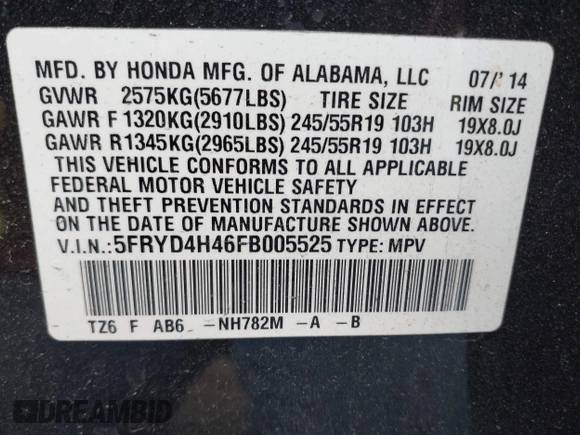 MFD. BY HONDA MFG. OF ALABAMA, LLC 07/'14
GVWR 2575KG(5677LBS) TIRE SIZE RIM SIZE
GAWR F 1320KG(2910LBS) 245/55R19 103H 19X8.0J
GAWR R1345KG(2965LBS) 245/55R19 103H 19X8.0J
THIS VEHICLE CONFORMS TO ALL APPLICABLE
FEDERAL MOTOR VEHICLE SAFETY
AND THEFT PREVENTION STANDARDS IN EFFECT
ON THE DATE OF MANUFACTURE SHOWN ABOVE.
V.I.N.:5FRYD4H46FB005525 TYPE: MPV
TZ6 F AB6 -NH782M -A -B
DREAMBID